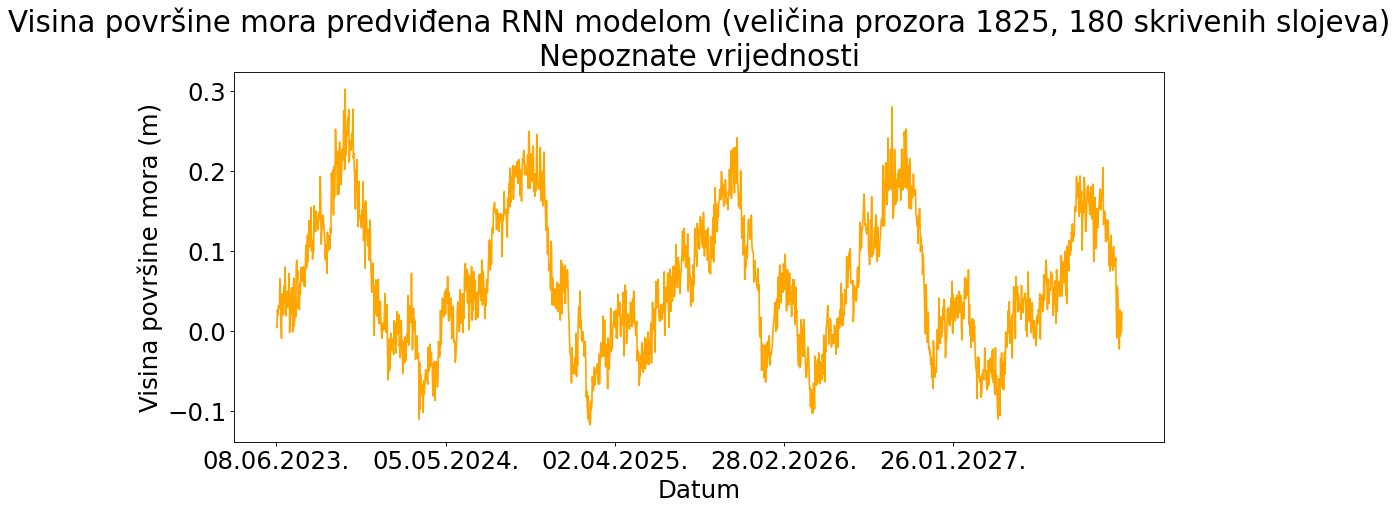 Visina površine mora predviđena RNN modelom (veličina prozora 1825, 180 skrivenih slojeva)
Nepoznate vrijednosti
Visina površine mora (m)
0.3
0.2
0.1
0.0
−0.1
08.06.2023. 05.05.2024. 02.04.2025. 28.02.2026. 26.01.2027.
Datum